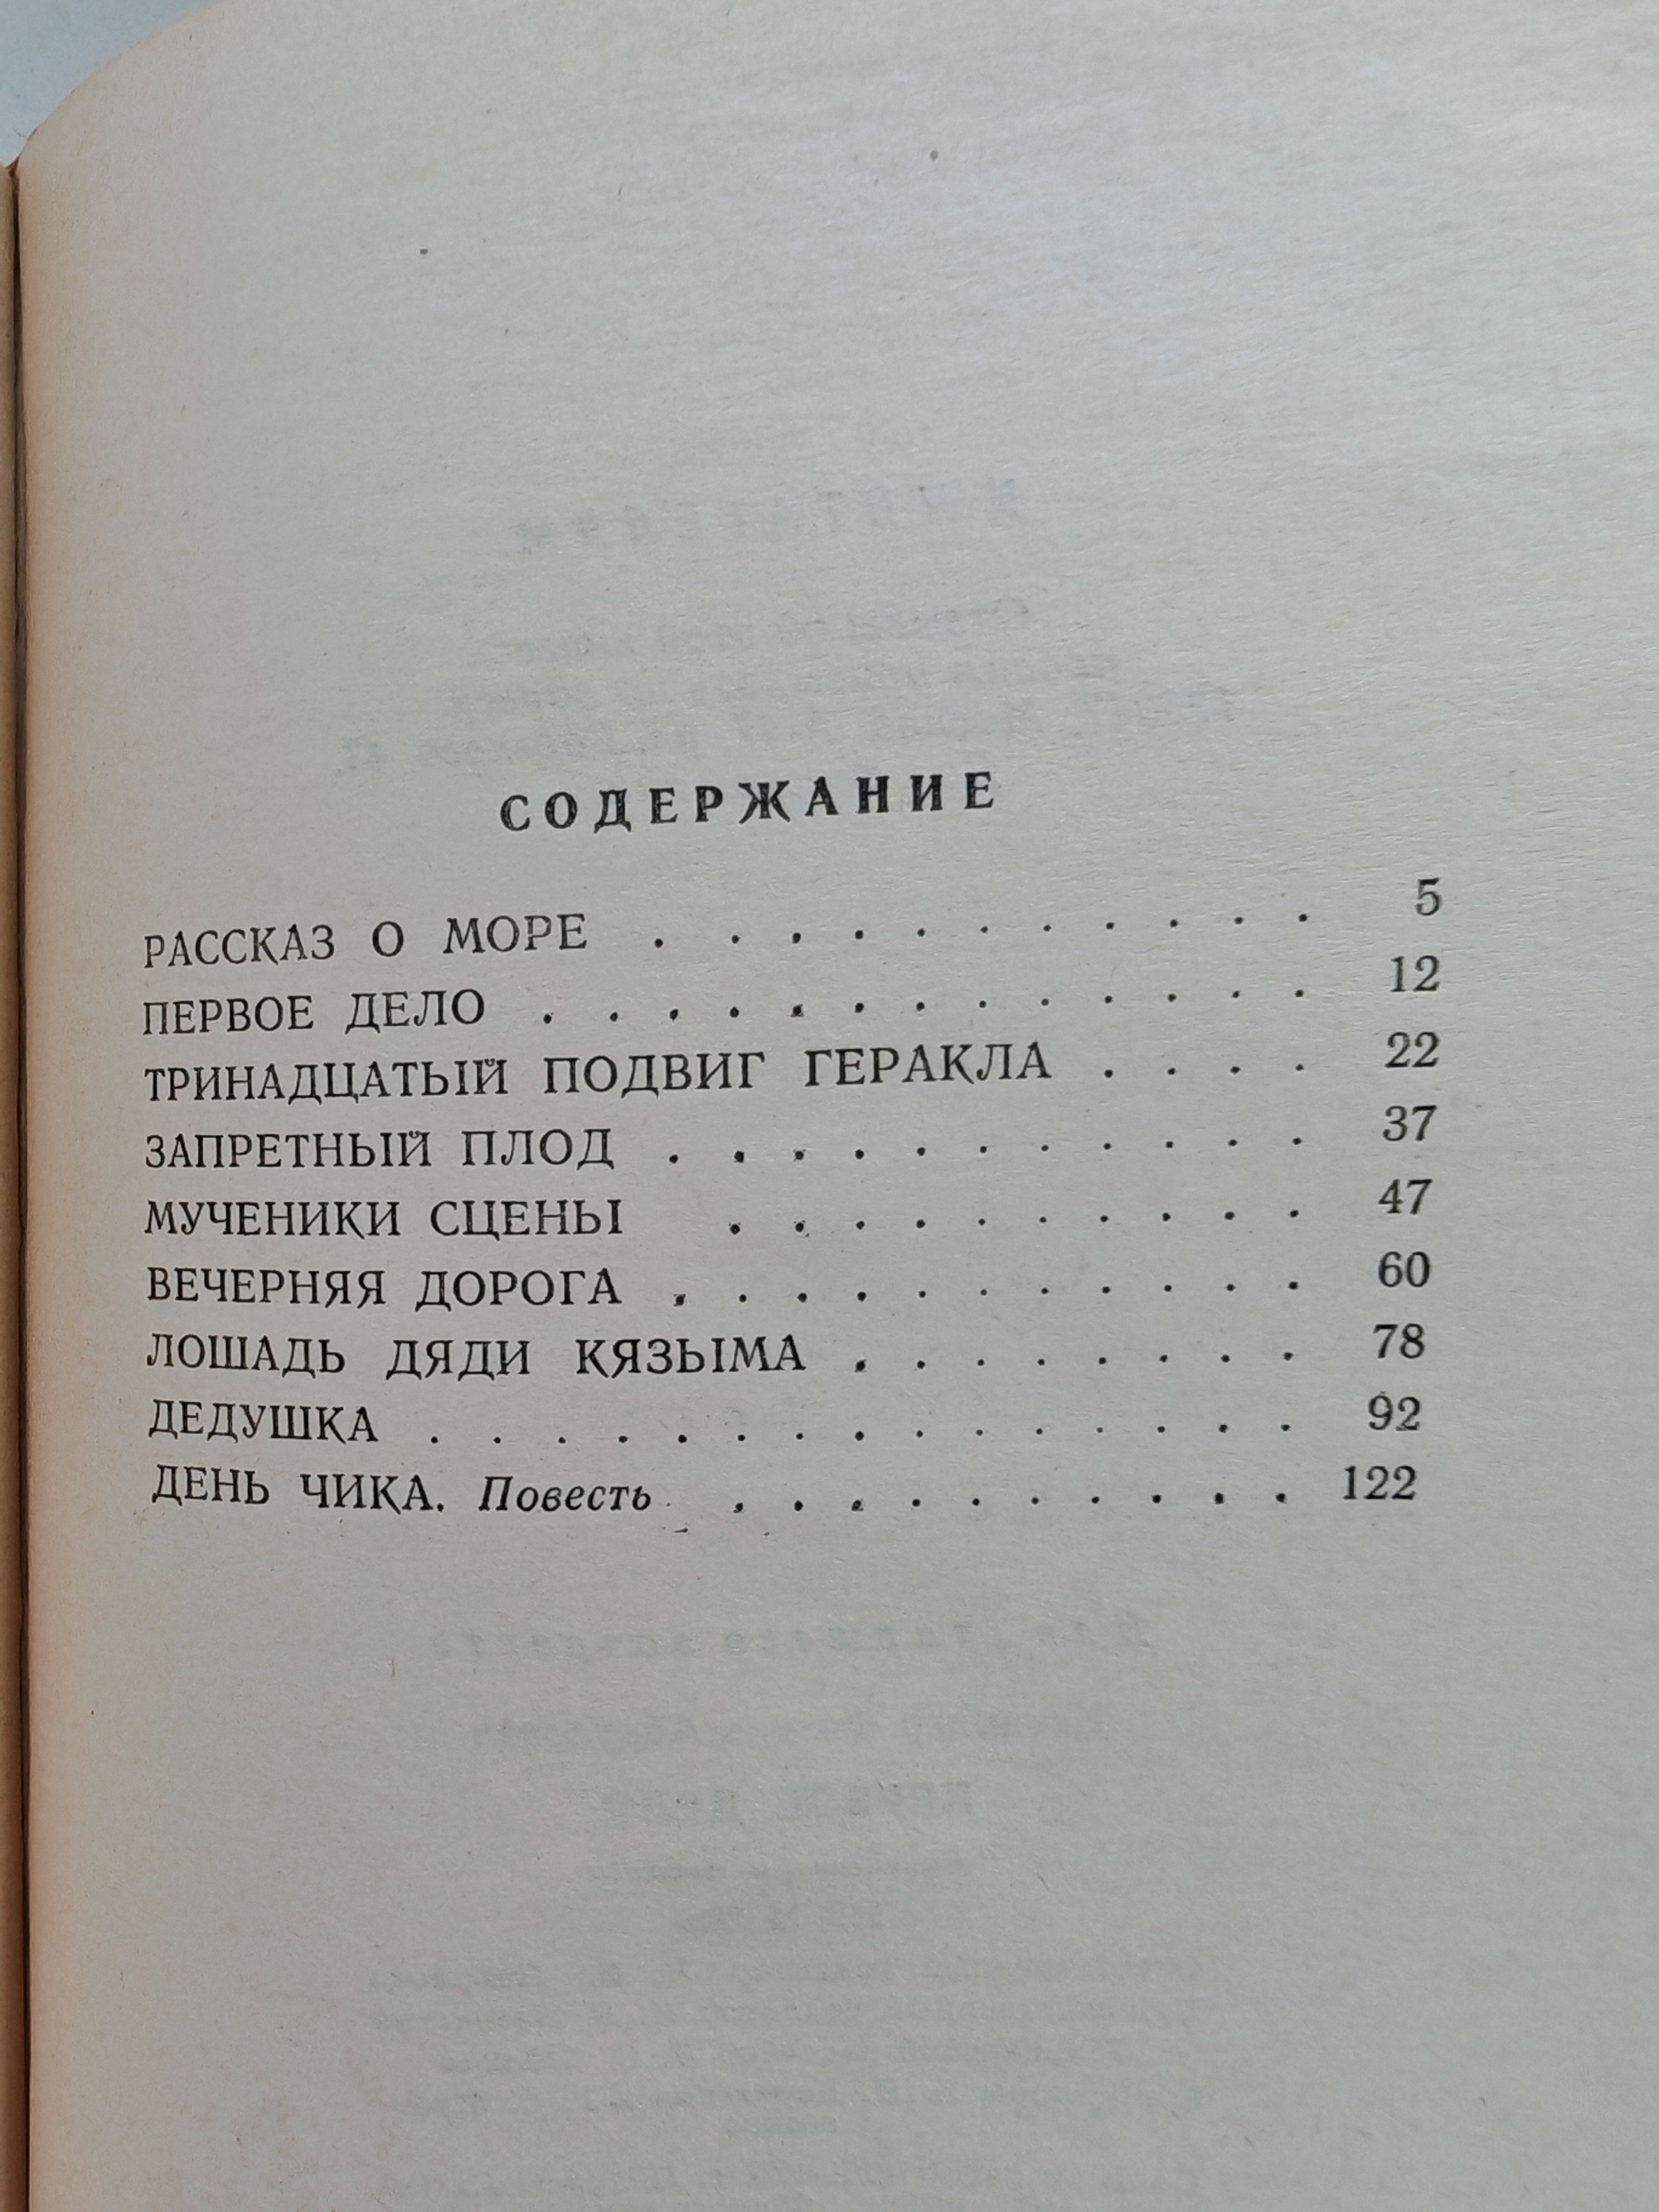 СОДЕРЖАНИЕ
РАССКАЗ О МОРЕ . . . . . . . . . . . 5
ПЕРВОЕ ДЕЛО . . . . . . . . . . . . . 12
ТРИНАДЦАТЫЙ ПОДВИГ ГЕРАКЛА . . . . 22
ЗАПРЕТНЫЙ ПЛОД . . . . . . . . . . . 37
МУЧЕНИКИ СЦЕНЫ . . . . . . . . . . 47
ВЕЧЕРНЯЯ ДОРОГА . . . . . . . . . . . 60
ЛОШАДЬ ДЯДИ КЯЗЫМА . . . . . . . . 78
ДЕДУШКА . . . . . . . . . . . . . . . 92
ДЕНЬ ЧИКА. Повесть . . . . . . . . . . . 122